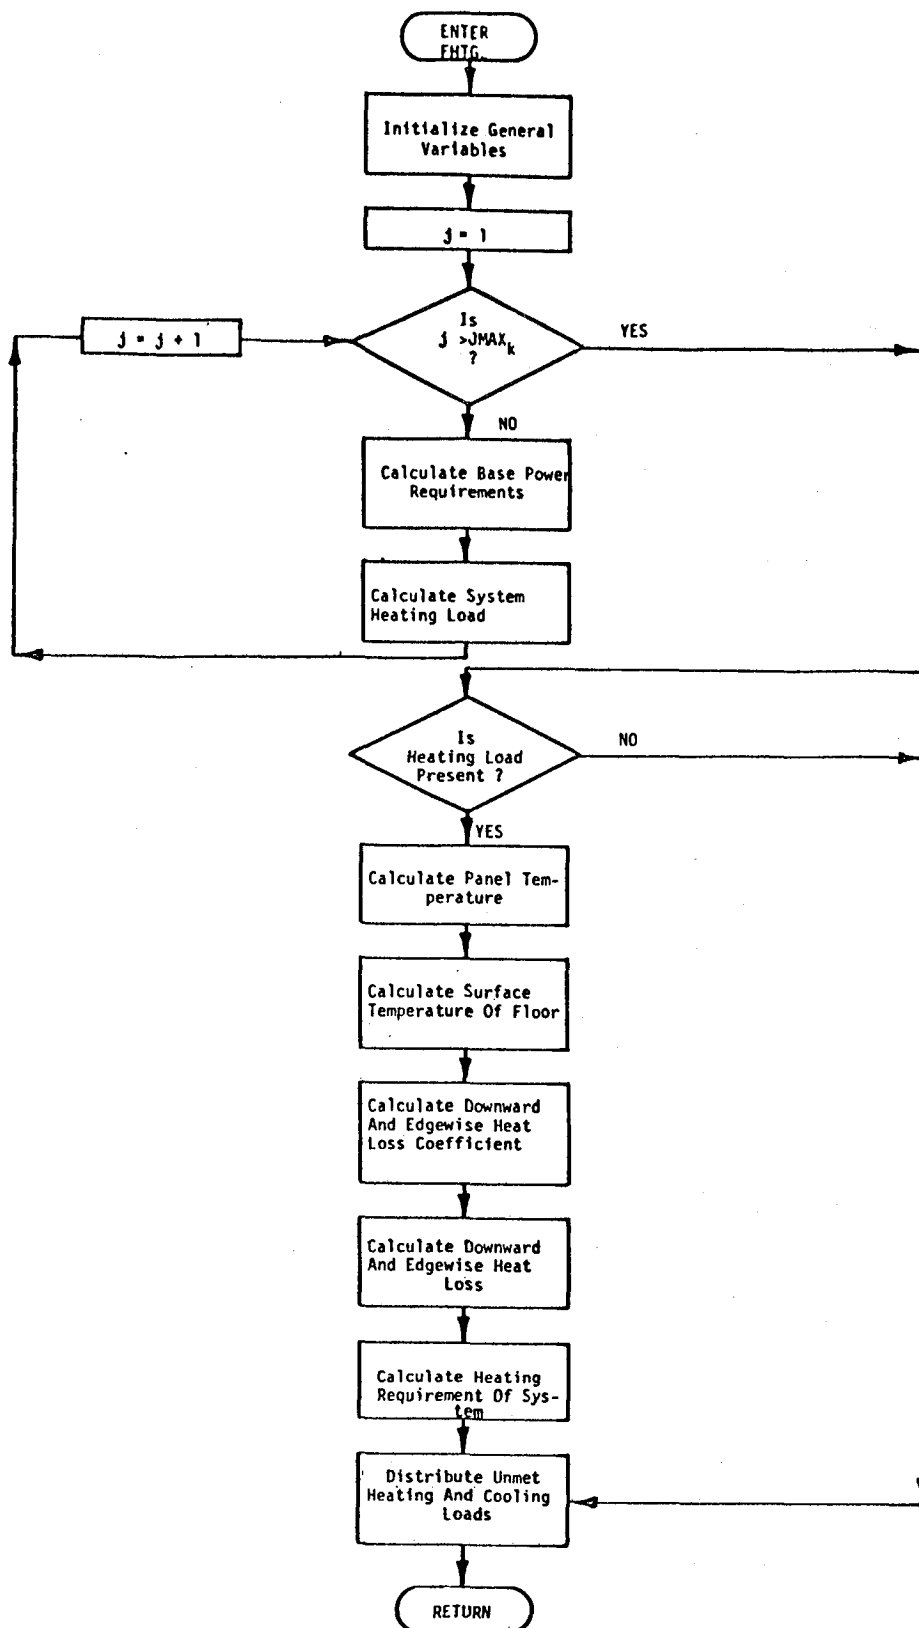 ENTER
FHTG.
Initialize General
Variables
j = 1
Is
j >JMAXk
?
YES
j = j + 1
NO
Calculate Base Power
Requirements
Calculate System
Heating Load
Is
Heating Load
Present ?
NO
YES
Calculate Panel Tem-
perature
Calculate Surface
Temperature Of Floor
Calculate Downward
And Edgewise Heat
Loss Coefficient
Calculate Downward
And Edgewise Heat
Loss
Calculate Heating
Requirement Of Sys-
tem
Distribute Unmet
Heating And Cooling
Loads
RETURN